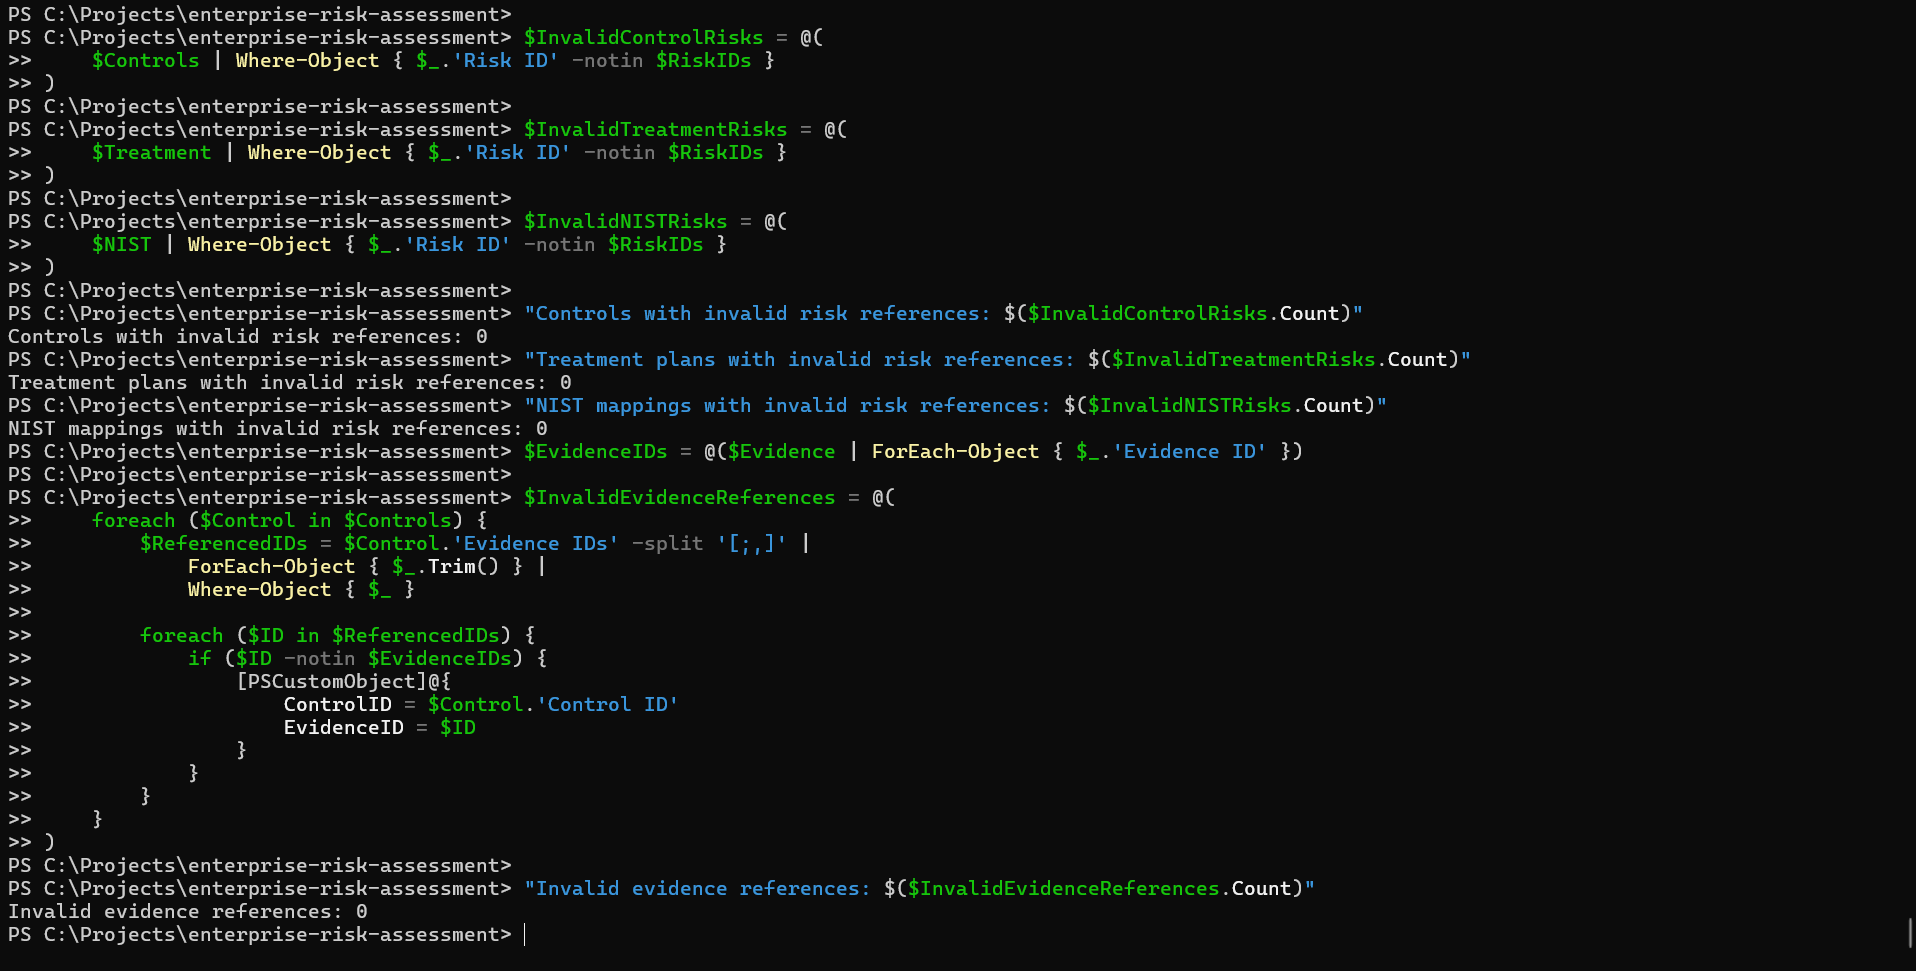 PS C:\Projects\enterprise-risk-assessment>
PS C:\Projects\enterprise-risk-assessment> $InvalidControlRisks = @(
>>     $Controls | Where-Object { $_.'Risk ID' -notin $RiskIDs }
>> )
PS C:\Projects\enterprise-risk-assessment>
PS C:\Projects\enterprise-risk-assessment> $InvalidTreatmentRisks = @(
>>     $Treatment | Where-Object { $_.'Risk ID' -notin $RiskIDs }
>> )
PS C:\Projects\enterprise-risk-assessment>
PS C:\Projects\enterprise-risk-assessment> $InvalidNISTRisks = @(
>>     $NIST | Where-Object { $_.'Risk ID' -notin $RiskIDs }
>> )
PS C:\Projects\enterprise-risk-assessment>
PS C:\Projects\enterprise-risk-assessment> "Controls with invalid risk references: $($InvalidControlRisks.Count)"
Controls with invalid risk references: 0
PS C:\Projects\enterprise-risk-assessment> "Treatment plans with invalid risk references: $($InvalidTreatmentRisks.Count)"
Treatment plans with invalid risk references: 0
PS C:\Projects\enterprise-risk-assessment> "NIST mappings with invalid risk references: $($InvalidNISTRisks.Count)"
NIST mappings with invalid risk references: 0
PS C:\Projects\enterprise-risk-assessment> $EvidenceIDs = @($Evidence | ForEach-Object { $_.'Evidence ID' })
PS C:\Projects\enterprise-risk-assessment>
PS C:\Projects\enterprise-risk-assessment> $InvalidEvidenceReferences = @(
>>     foreach ($Control in $Controls) {
>>         $ReferencedIDs = $Control.'Evidence IDs' -split '[;,]' |
>>             ForEach-Object { $_.Trim() } |
>>             Where-Object { $_ }
>>
>>         foreach ($ID in $ReferencedIDs) {
>>             if ($ID -notin $EvidenceIDs) {
>>                 [PSCustomObject]@{
>>                     ControlID = $Control.'Control ID'
>>                     EvidenceID = $ID
>>                 }
>>             }
>>         }
>>     }
>> )
PS C:\Projects\enterprise-risk-assessment>
PS C:\Projects\enterprise-risk-assessment> "Invalid evidence references: $($InvalidEvidenceReferences.Count)"
Invalid evidence references: 0
PS C:\Projects\enterprise-risk-assessment>